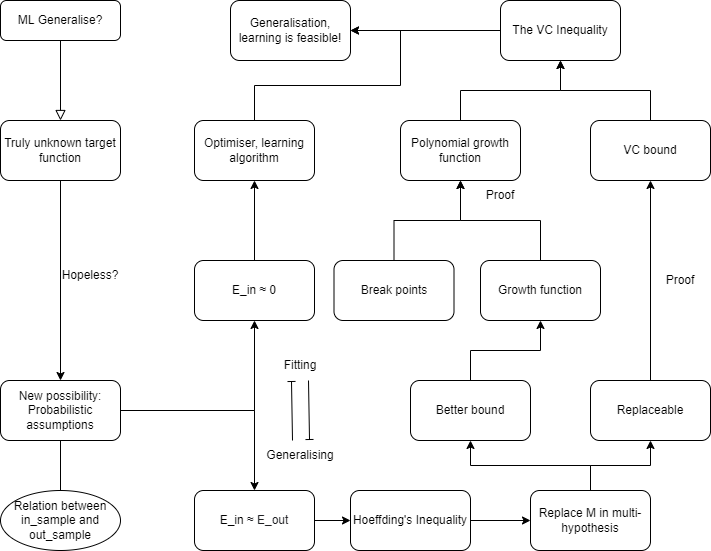 ML Generalise?
Generalisation,
learning is feasible!
The VC Inequality
Truly unknown target
function
Optimiser, learning
algorithm
Polynomial growth
function
VC bound
Proof
Hopeless?
E_in ≈ 0
Break points
Growth function
Proof
Fitting
New possibility:
Probabilistic
assumptions
Better bound
Replaceable
Generalising
Relation between
in_sample and
out_sample
E_in ≈ E_out
Hoeffding's Inequality
Replace M in multi-
hypothesis